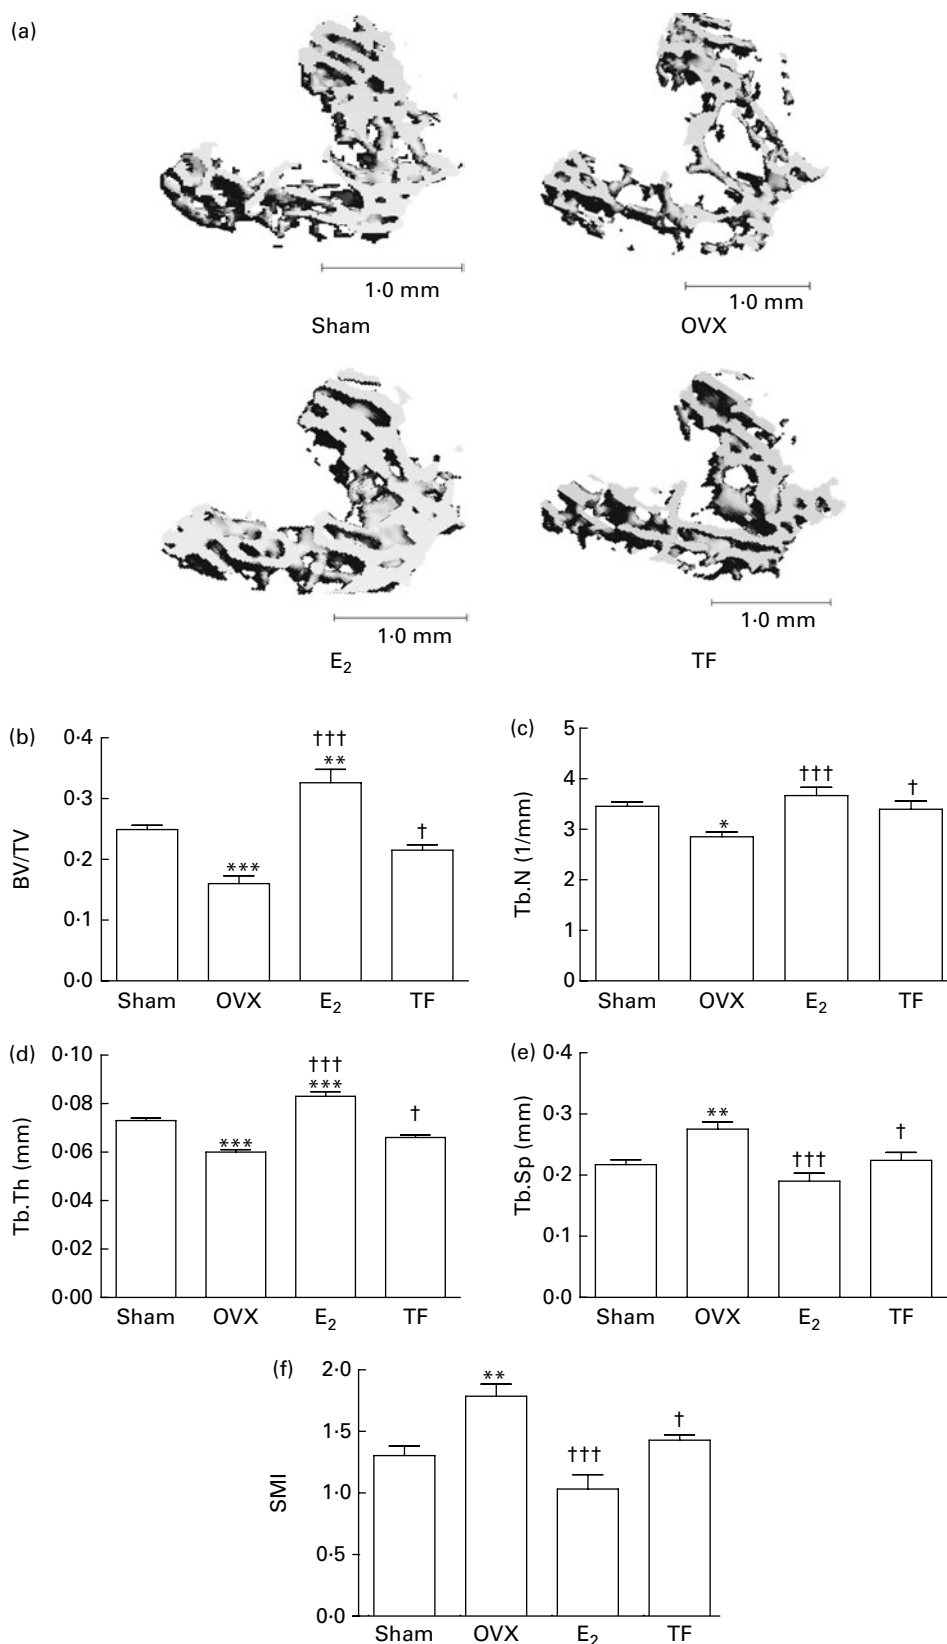 (a)
1·0 mm
1·0 mm
Sham
OVX
1·0 mm
1·0 mm
E2
TF
(b)
0·4
0·3
0·2
0·1
0·0
BV/TV
***
†††
**
†
Sham OVX E2 TF
(c)
5
4
3
2
1
0
Tb.N (1/mm)
*
†††
†
Sham OVX E2 TF
(d)
0·10
0·08
0·06
0·04
0·02
0·00
Tb.Th (mm)
***
†††
***
†
Sham OVX E2 TF
(e)
0·4
0·3
0·2
0·1
0·0
Tb.Sp (mm)
**
†††
†
Sham OVX E2 TF
(f)
2·0
1·5
1·0
0·5
0·0
SMI
**
†††
†
Sham OVX E2 TF